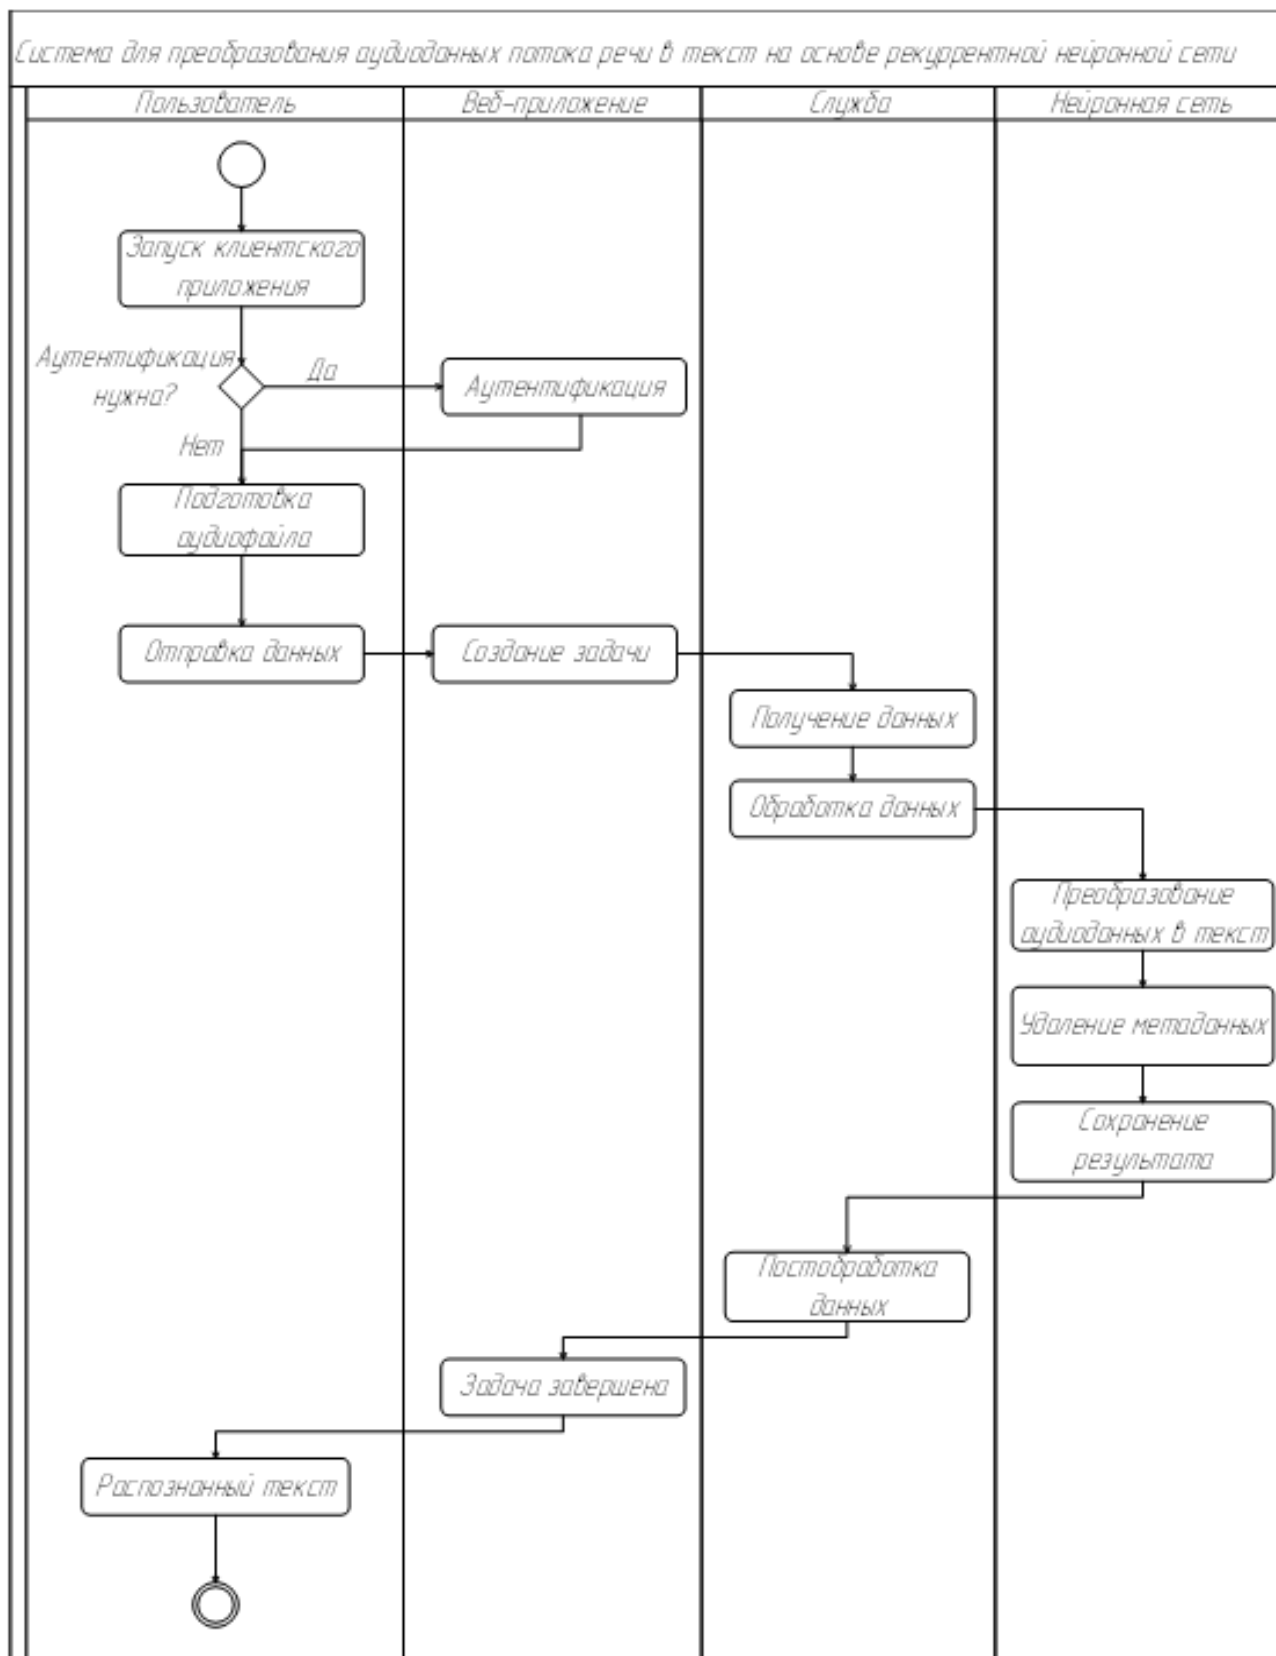 Система для преобразования аудиоданных потока речи в текст на основе рекуррентной нейронной сети
Пользователь
Веб-приложение
Служба
Нейронная сеть
Запуск клиентского
приложения
Аутентификация
нужна?
Да
Аутентификация
Нет
Подготовка
аудиофайла
Отправка данных
Создание задачи
Получение данных
Обработка данных
Преобразование
аудиоданных в текст
Удаление метаданных
Сохранение
результата
Постобработка
данных
Задача завершена
Распознанный текст